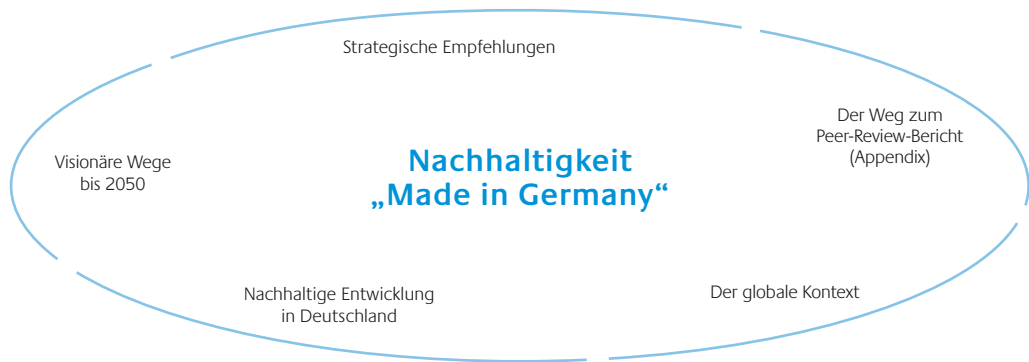 Strategische Empfehlungen
Der Weg zum
Peer-Review-Bericht
(Appendix)
Visionäre Wege
bis 2050
Nachhaltigkeit
„Made in Germany“
Nachhaltige Entwicklung
in Deutschland
Der globale Kontext